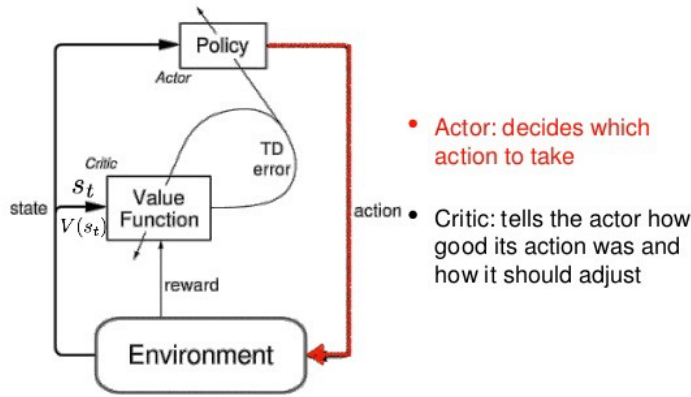 Policy
Actor
TD
error
Critic
s_t
state
V(s_t)
Value
Function
action
reward
Environment
• Actor: decides which
action to take
• Critic: tells the actor how
good its action was and
how it should adjust